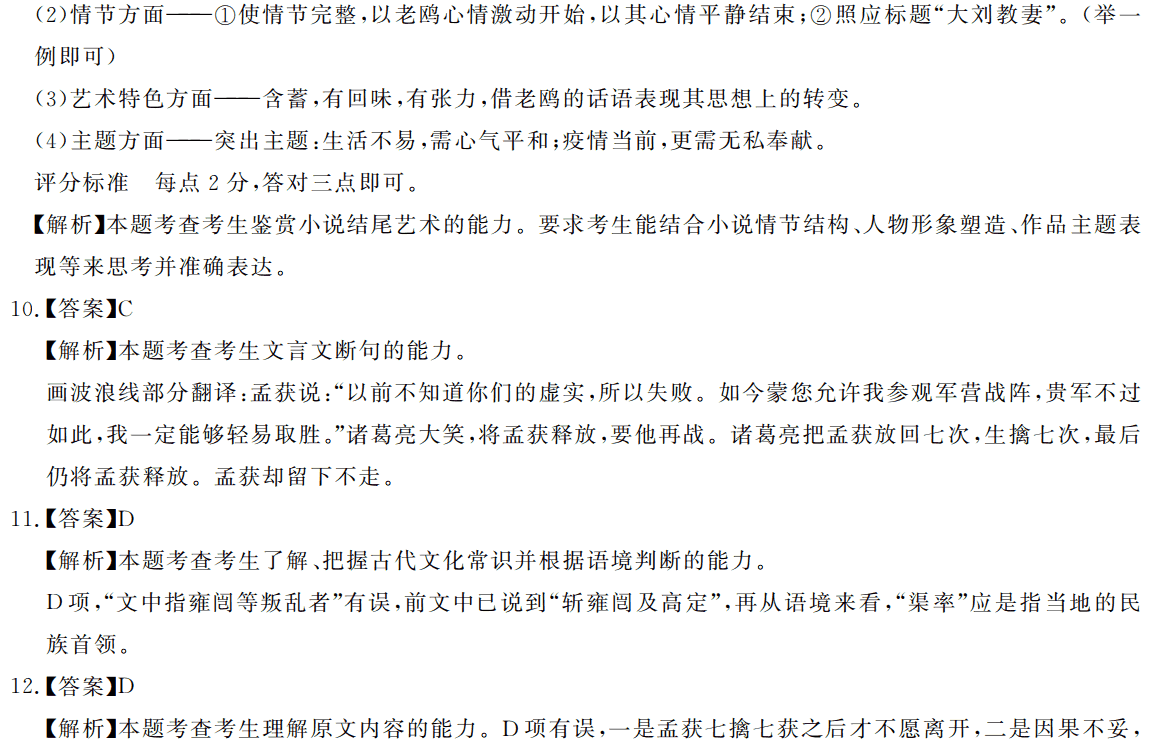 (2)情节方面——①使情节完整,以老鸥心情激动开始,以其心情平静结束;②照应标题“大刘教妻”。(举一
例即可)
(3)艺术特色方面——含蓄,有回味,有张力,借老鸥的话语表现其思想上的转变。
(4)主题方面——突出主题:生活不易,需心气平和;疫情当前,更需无私奉献。
评分标准 每点2分,答对三点即可。
【解析】本题考查考生鉴赏小说结尾艺术的能力。要求考生能结合小说情节结构、人物形象塑造、作品主题表
现等来思考并准确表达。
10.【答案】C
【解析】本题考查考生文言文断句的能力。
画波浪线部分翻译:孟获说:“以前不知道你们的虚实,所以失败。如今蒙您允许我参观军营战阵,贵军不过
如此,我一定能够轻易取胜。”诸葛亮大笑,将孟获释放,要他再战。诸葛亮把孟获放回七次,生擒七次,最后
仍将孟获释放。孟获却留下不走。
11.【答案】D
【解析】本题考查考生了解、把握古代文化常识并根据语境判断的能力。
D项,“文中指雍闿等叛乱者”有误,前文中已说到“斩雍闿及高定”,再从语境来看,“渠率”应是指当地的民
族首领。
12.【答案】D
【解析】本题考查考生理解原文内容的能力。D项有误,一是孟获七擒七获之后才不愿离开,二是因果不妥,